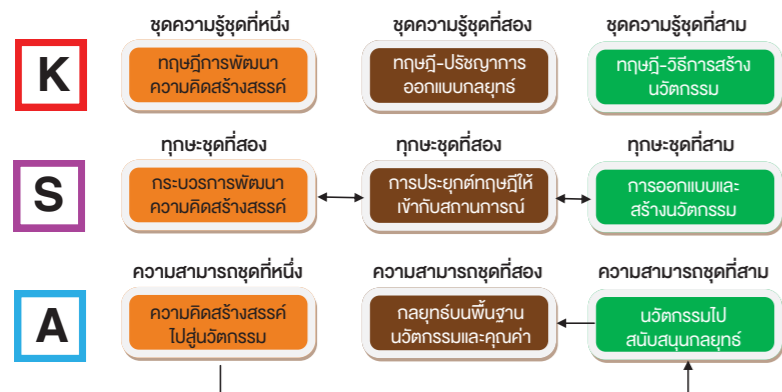 ชุดความรู้ชุดที่หนึ่ง
ชุดความรู้ชุดที่สอง
ชุดความรู้ชุดที่สาม
K
ทฤษฎีการพัฒนา
ความคิดสร้างสรรค์
ทฤษฎี-ปรัชญาการ
ออกแบบกลยุทธ์
ทฤษฎี-วิธีการสร้าง
นวัตกรรม
ทุกษะชุดที่สอง
ทุกษะชุดที่สอง
ทุกษะชุดที่สาม
S
กระบวรการพัฒนา
ความคิดสร้างสรรค์
การประยุกต์ทฤษฎีให้
เข้ากับสถานการณ์
การออกแบบและ
สร้างนวัตกรรม
ความสามารถชุดที่หนึ่ง
ความสามารถชุดที่สอง
ความสามารถชุดที่สาม
A
ความคิดสร้างสรรค์
ไปสู่นวัตกรรม
กลยุทธ์บนพื้นฐาน
นวัตกรรมและคุณค่า
นวัตกรรมไป
สนับสนุนกลยุทธ์